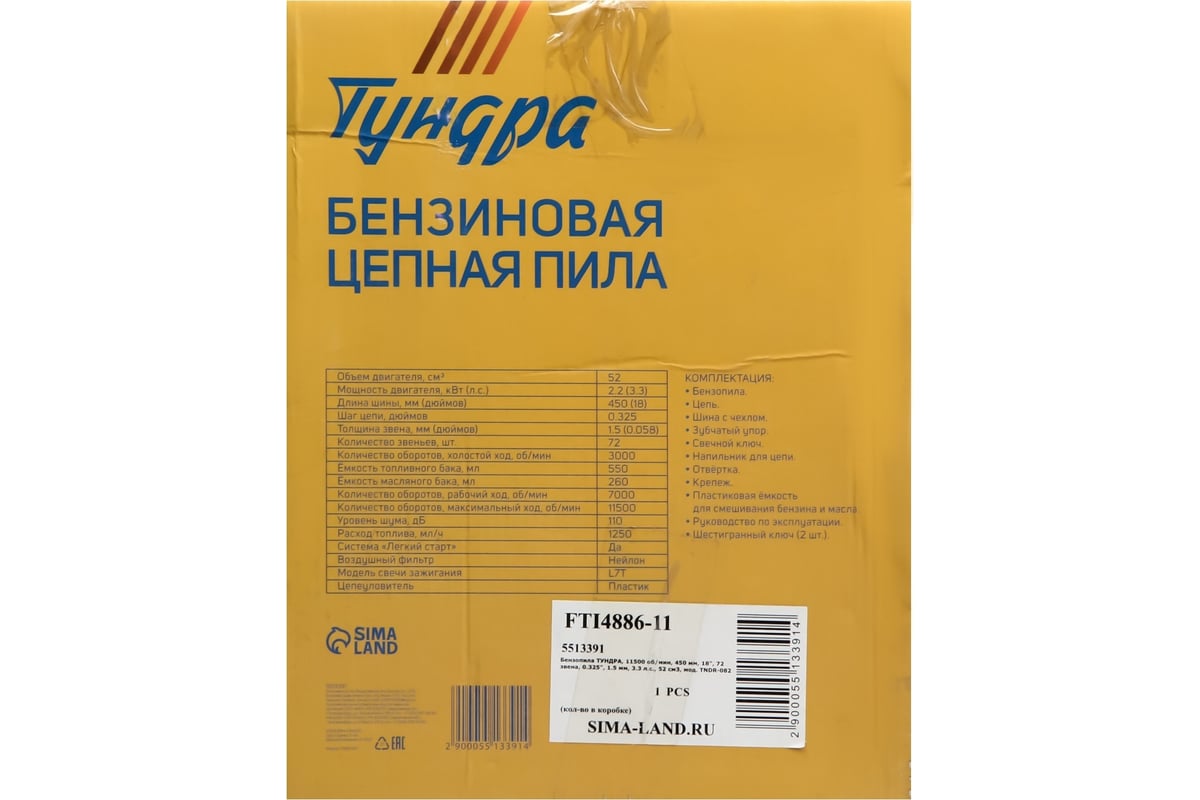 Тундра
БЕНЗИНОВАЯ
ЦЕПНАЯ ПИЛА
Объем двигателя, см³ 52
Мощность двигателя, кВт (л.с.) 2.2 (3.3)
Длина шины, мм (дюймов) 450 (18)
Шаг цепи, дюймов 0.325
Толщина звена, мм (дюймов) 1.5 (0.058)
Количество звеньев, шт. 72
Количество оборотов, холостой ход, об/мин 3000
Ёмкость топливного бака, мл 550
Ёмкость масляного бака, мл 260
Количество оборотов, рабочий ход, об/мин 7000
Количество оборотов, максимальный ход, об/мин 11500
Уровень шума, дБ 110
Расход топлива, мл/ч 1250
Система «Легкий старт» Да
Воздушный фильтр Нейлон
Модель свечи зажигания L7T
Цепеуловитель Пластик
КОМПЛЕКТАЦИЯ:
• Бензопила.
• Цепь.
• Шина с чехлом.
• Зубчатый упор.
• Свечной ключ.
• Напильник для цепи.
• Отвёртка.
• Крепеж.
• Пластиковая ёмкость
для смешивания бензина и масла.
• Руководство по эксплуатации.
• Шестигранный ключ (2 шт.).
SIMA
LAND
EAC
2 900055 133914
FTI4886-11
5513391
Бензопила ТУНДРА, 11500 об/мин, 450 мм, 18", 72
звена, 0.325", 1.5 мм, 3.3 л.с., 52 см3, мод. TNDR-082
1 PCS
(кол-во в коробке)
SIMA-LAND.RU
2 900055 133914